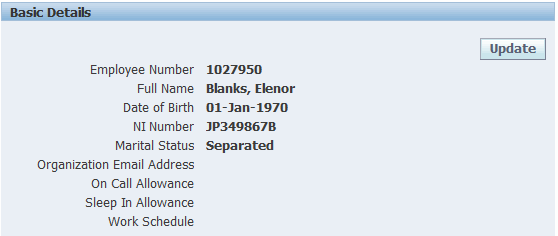 Basic Details
Update
Employee Number 1027950
Full Name Blanks, Elenor
Date of Birth 01-Jan-1970
NI Number JP349867B
Marital Status Separated
Organization Email Address
On Call Allowance
Sleep In Allowance
Work Schedule